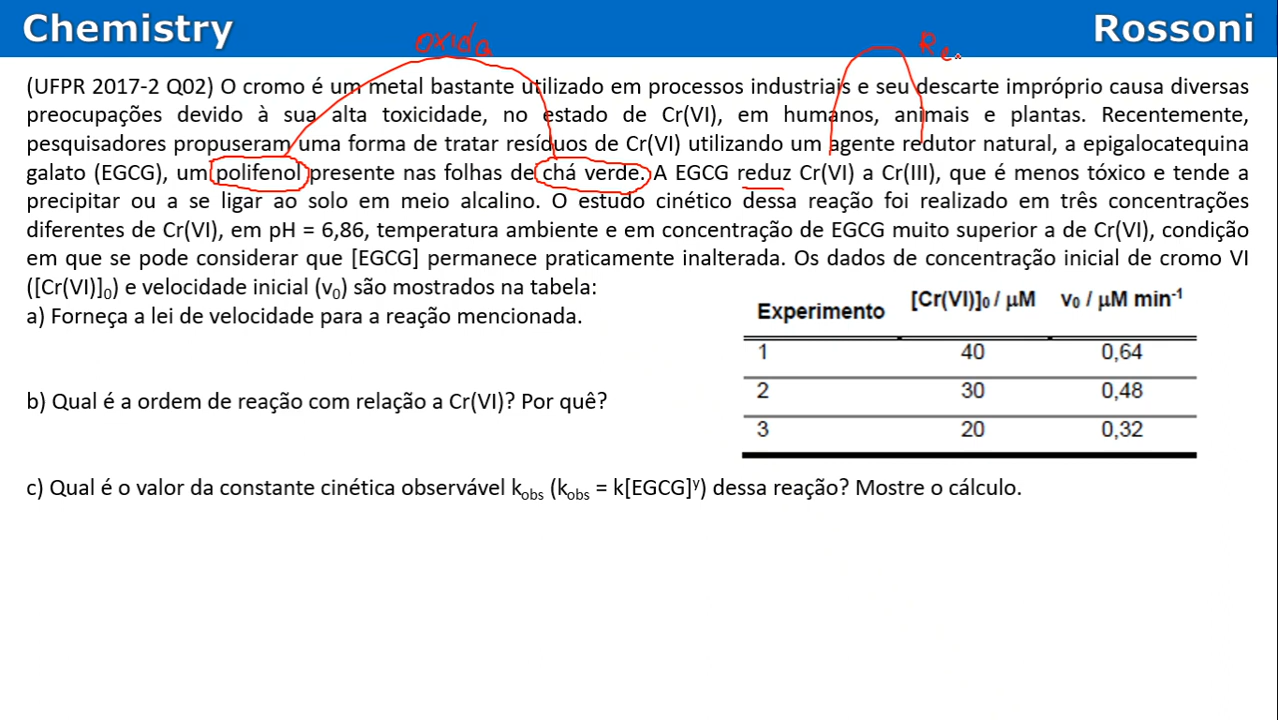 Chemistry
Rossoni
oxida
Re
(UFPR 2017-2 Q02) O cromo é um metal bastante utilizado em processos industriais e seu descarte impróprio causa diversas
preocupações devido à sua alta toxicidade, no estado de Cr(VI), em humanos, animais e plantas. Recentemente,
pesquisadores propuseram uma forma de tratar resíduos de Cr(VI) utilizando um agente redutor natural, a epigalocatequina
galato (EGCG), um polifenol presente nas folhas de chá verde. A EGCG reduz Cr(VI) a Cr(III), que é menos tóxico e tende a
precipitar ou a se ligar ao solo em meio alcalino. O estudo cinético dessa reação foi realizado em três concentrações
diferentes de Cr(VI), em pH = 6,86, temperatura ambiente e em concentração de EGCG muito superior a de Cr(VI), condição
em que se pode considerar que [EGCG] permanece praticamente inalterada. Os dados de concentração inicial de cromo VI
([Cr(VI)]₀) e velocidade inicial (v₀) são mostrados na tabela:
a) Forneça a lei de velocidade para a reação mencionada.
b) Qual é a ordem de reação com relação a Cr(VI)? Por quê?
Experimento [Cr(VI)]₀ / μM v₀ / μM min⁻¹
1 40 0,64
2 30 0,48
3 20 0,32
c) Qual é o valor da constante cinética observável kobs (kobs = k[EGCG]ʸ) dessa reação? Mostre o cálculo.